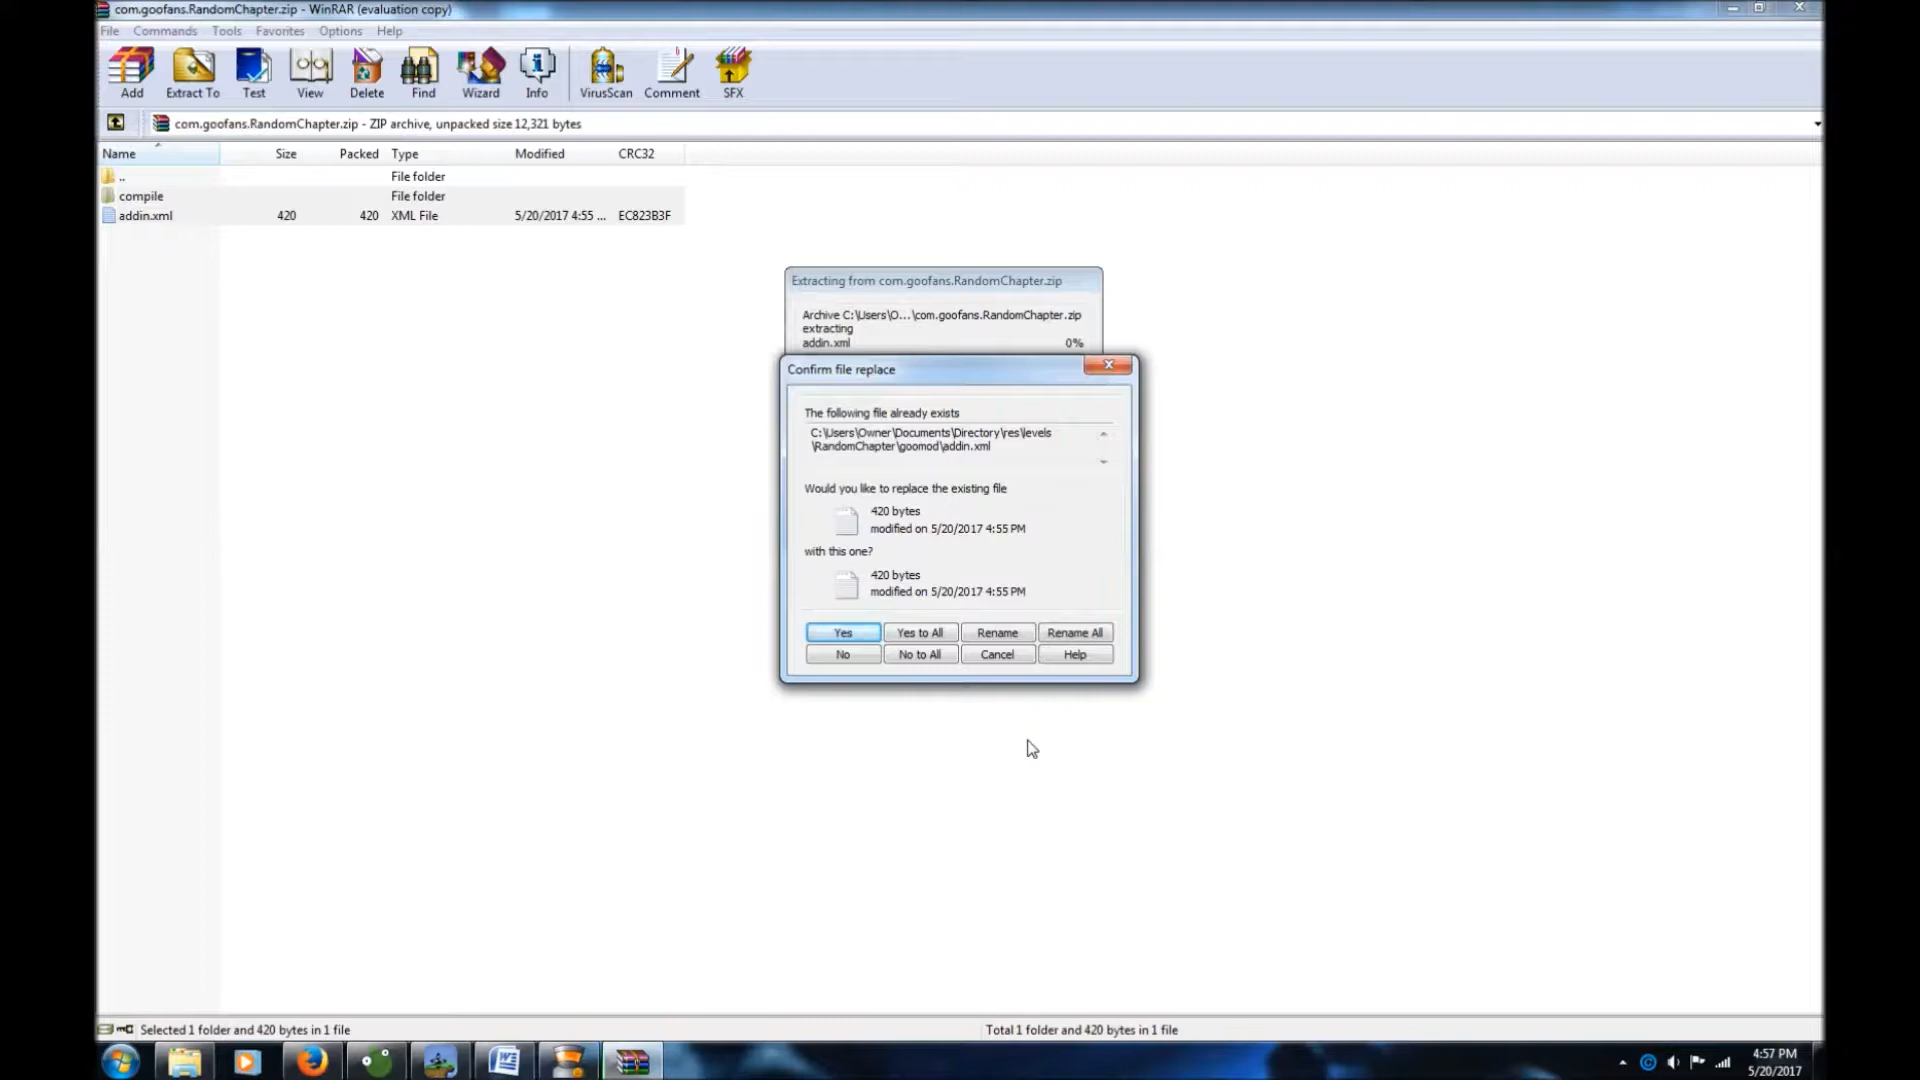 com.goofans.RandomChapter.zip - WinRAR (evaluation copy)
File Commands Tools Favorites Options Help
Add Extract To Test View Delete Find Wizard Info VirusScan Comment SFX
com.goofans.RandomChapter.zip - ZIP archive, unpacked size 12,321 bytes
Name Size Packed Type Modified CRC32
.. File folder
compile File folder
addin.xml 420 420 XML File 5/20/2017 4:55 ... EC823B3F
Extracting from com.goofans.RandomChapter.zip
Archive C:\Users\O...\com.goofans.RandomChapter.zip
extracting
addin.xml 0%
Confirm file replace
The following file already exists
C:\Users\Owner\Documents\Directory\res\levels
\RandomChapter\goomod\addin.xml
Would you like to replace the existing file
420 bytes
modified on 5/20/2017 4:55 PM
with this one?
420 bytes
modified on 5/20/2017 4:55 PM
Yes Yes to All Rename Rename All
No No to All Cancel Help
Selected 1 folder and 420 bytes in 1 file Total 1 folder and 420 bytes in 1 file
4:57 PM
5/20/2017